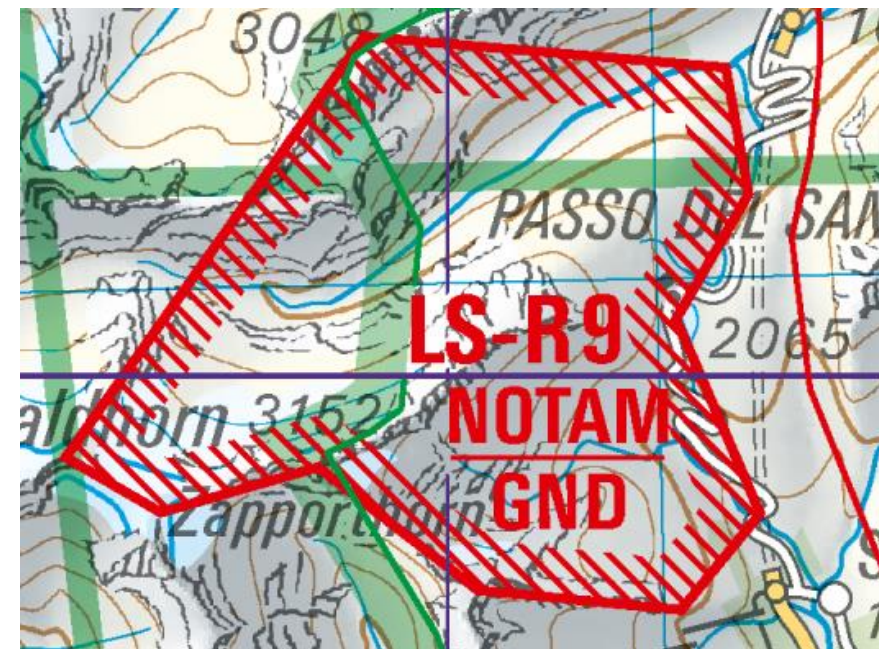 3048
PASSO DEL SAN
LS-R9
2065
aldhorn 3152
NOTAM
GND
Zapporthorn